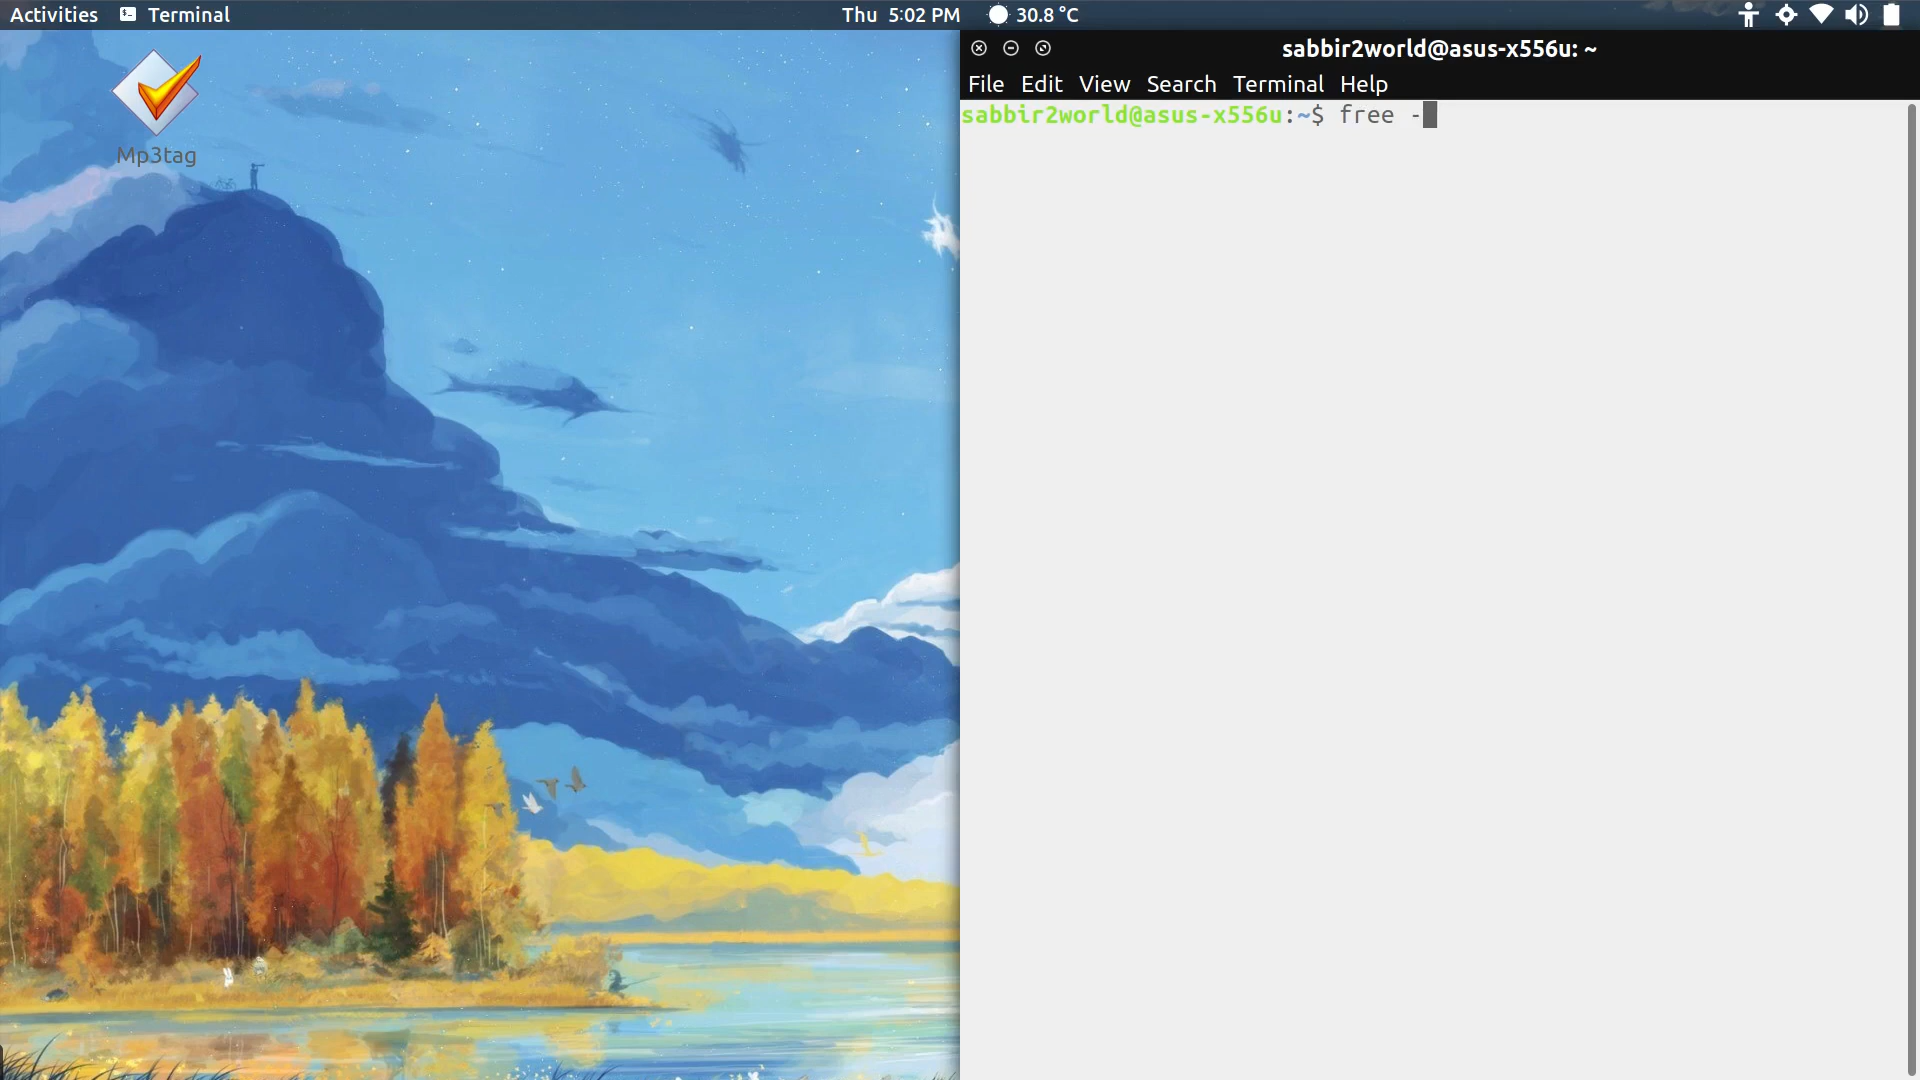 Activities Terminal Thu 5:02 PM 30.8 °C
Mp3tag
sabbir2world@asus-x556u: ~
File Edit View Search Terminal Help
sabbir2world@asus-x556u:~$ free -